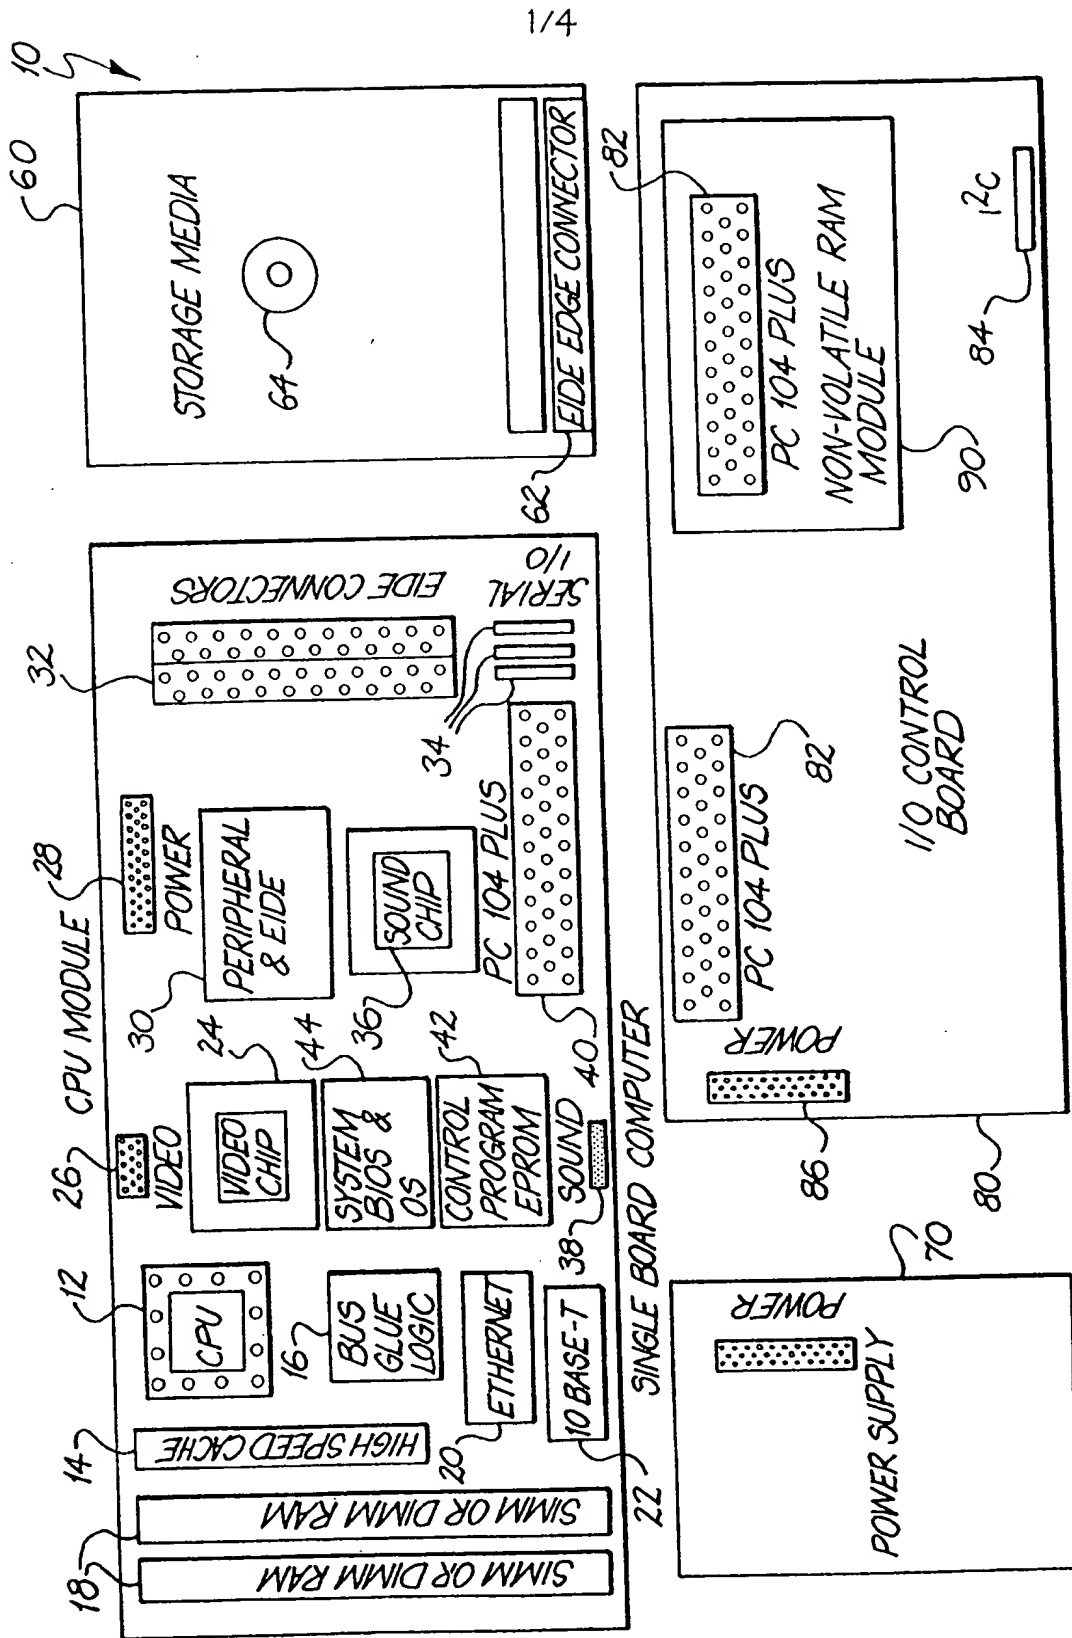 1/4
10
60
STORAGE MEDIA
64
EIDE EDGE CONNECTOR
62
CPU MODULE
18
SIMM OR DIMM RAM
SIMM OR DIMM RAM
14
HIGH SPEED CACHE
12
CPU
16
BUS
GLUE
LOGIC
20
ETHERNET
22
10 BASE-T
26
VIDEO
24
VIDEO
CHIP
44
SYSTEM
BIOS &
OS
42
CONTROL
PROGRAM
EPROM
38
SOUND
28
POWER
30
PERIPHERAL
& EIDE
36
SOUND
CHIP
PC 104 PLUS
40
32
EIDE CONNECTORS
34
SERIAL
I/O
SINGLE BOARD COMPUTER
70
POWER
POWER SUPPLY
80
86
POWER
82
PC 104 PLUS
I/O CONTROL
BOARD
82
PC 104 PLUS
NON-VOLATILE RAM
MODULE
90
84
I2C